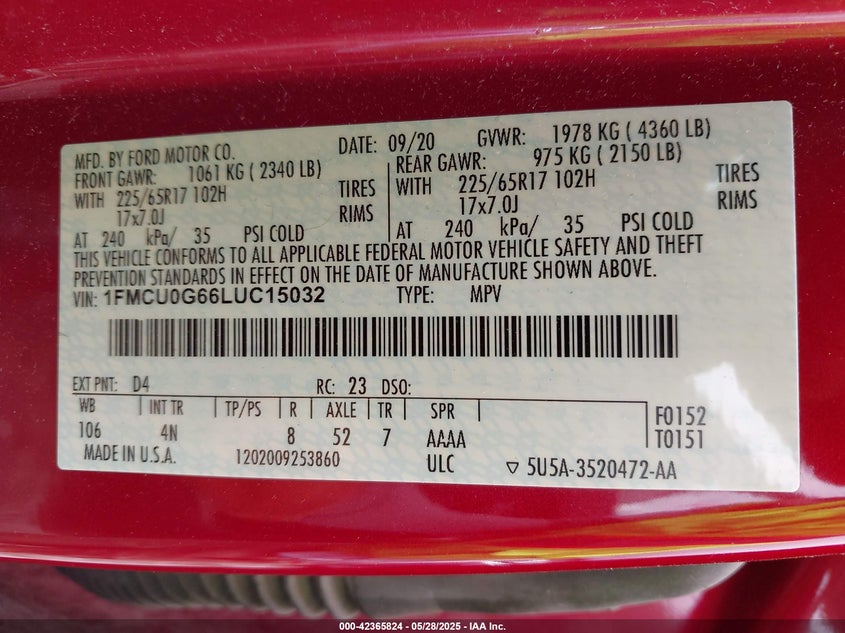 MFD. BY FORD MOTOR CO. DATE: 09/20 GVWR: 1978 KG ( 4360 LB)
FRONT GAWR: 1061 KG ( 2340 LB) REAR GAWR: 975 KG ( 2150 LB)
WITH 225/65R17 102H TIRES WITH 225/65R17 102H TIRES
17x7.0J RIMS 17x7.0J RIMS
AT 240 kPa/ 35 PSI COLD AT 240 kPa/ 35 PSI COLD
THIS VEHICLE CONFORMS TO ALL APPLICABLE FEDERAL MOTOR VEHICLE SAFETY AND THEFT
PREVENTION STANDARDS IN EFFECT ON THE DATE OF MANUFACTURE SHOWN ABOVE.
VIN: 1FMCU0G66LUC15032 TYPE: MPV
EXT PNT: D4 RC: 23 DSO:
WB INT TR TP/PS R AXLE TR SPR F0152
106 4N 8 52 7 AAAA T0151
MADE IN U.S.A. 1202009253860 ULC ▽ 5U5A-3520472-AA
000-42365824 | 05/28/2025 - IAA Inc.